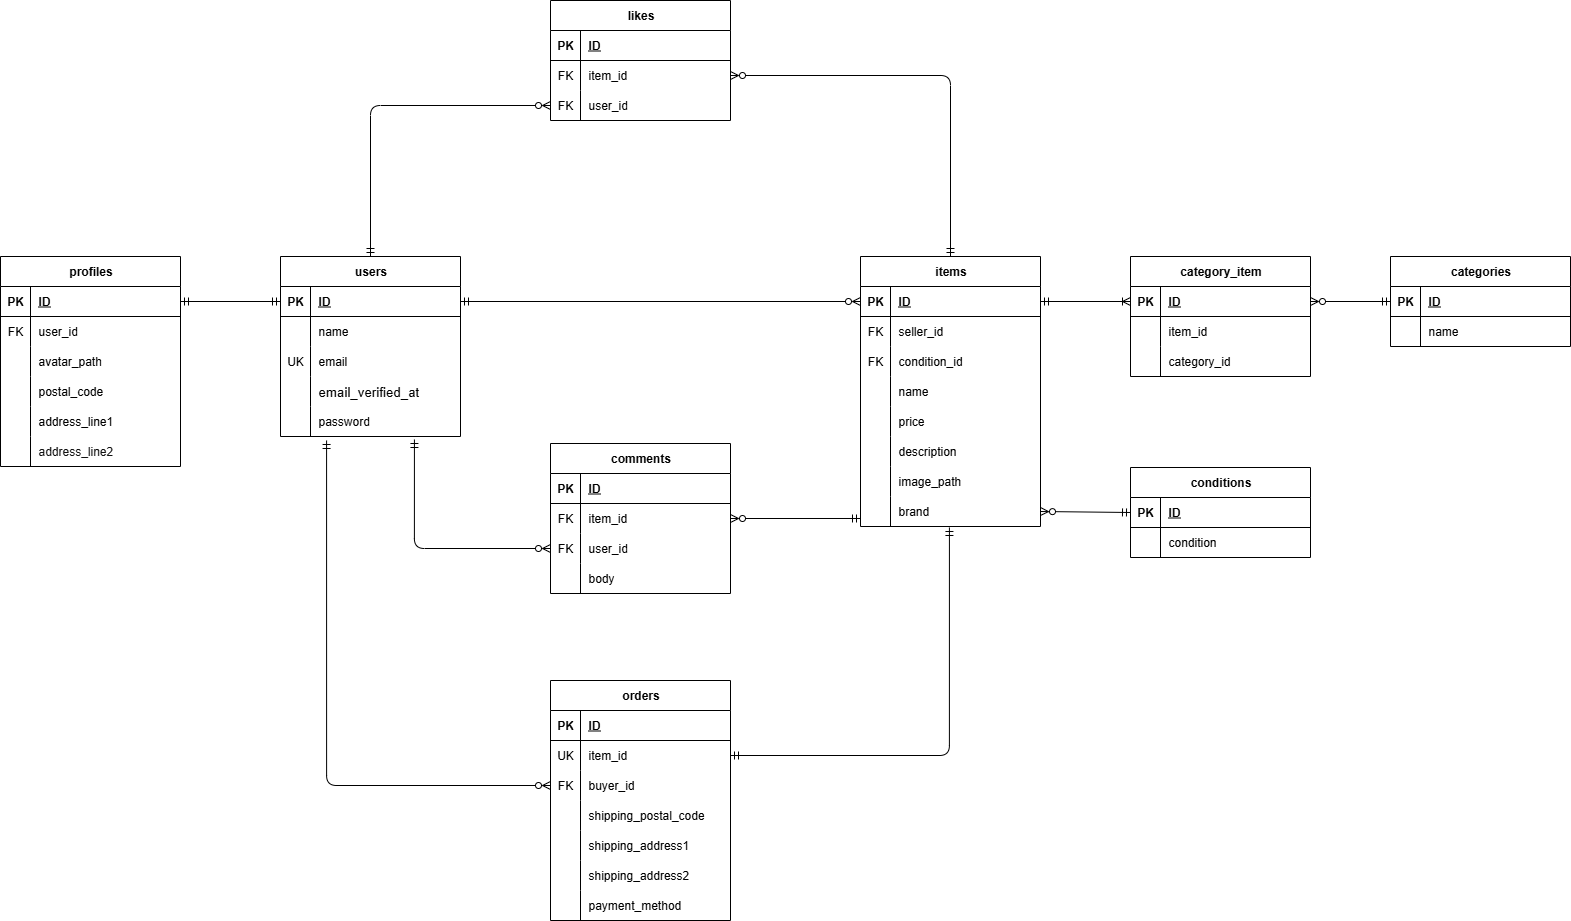 likes
PK ID
FK item_id
FK user_id
profiles
PK ID
FK user_id
avatar_path
postal_code
address_line1
address_line2
users
PK ID
name
UK email
email_verified_at
password
items
PK ID
FK seller_id
FK condition_id
name
price
description
image_path
brand
category_item
PK ID
item_id
category_id
categories
PK ID
name
comments
PK ID
FK item_id
FK user_id
body
conditions
PK ID
condition
orders
PK ID
UK item_id
FK buyer_id
shipping_postal_code
shipping_address1
shipping_address2
payment_method